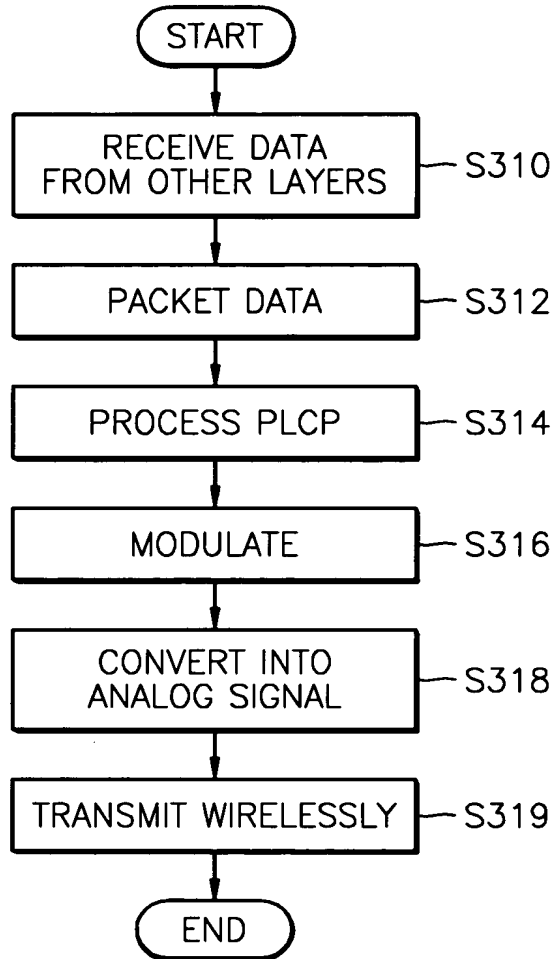 START
RECEIVE DATA
FROM OTHER LAYERS
S310
PACKET DATA
S312
PROCESS PLCP
S314
MODULATE
S316
CONVERT INTO
ANALOG SIGNAL
S318
TRANSMIT WIRELESSLY
S319
END